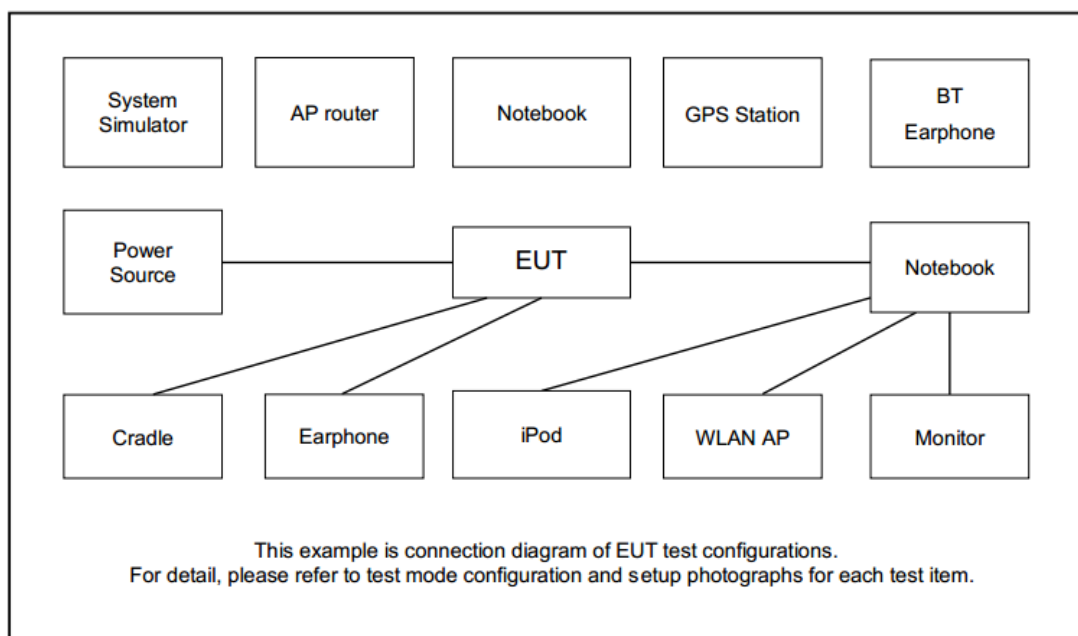 System
Simulator
AP router
Notebook
GPS Station
BT
Earphone
Power
Source
EUT
Notebook
Cradle
Earphone
iPod
WLAN AP
Monitor
This example is connection diagram of EUT test configurations.
For detail, please refer to test mode configuration and setup photographs for each test item.